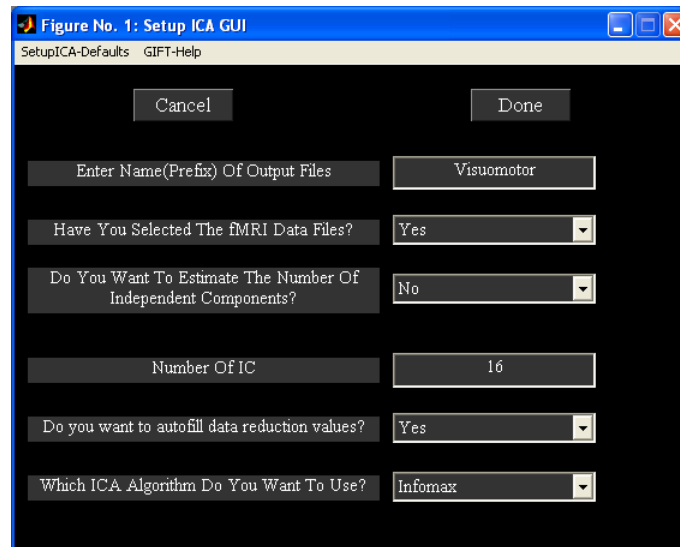 Figure No. 1: Setup ICA GUI
SetupICA-Defaults GIFT-Help
Cancel Done
Enter Name(Prefix) Of Output Files Visuomotor
Have You Selected The fMRI Data Files? Yes
Do You Want To Estimate The Number Of
Independent Components? No
Number Of IC 16
Do you want to autofill data reduction values? Yes
Which ICA Algorithm Do You Want To Use? Infomax